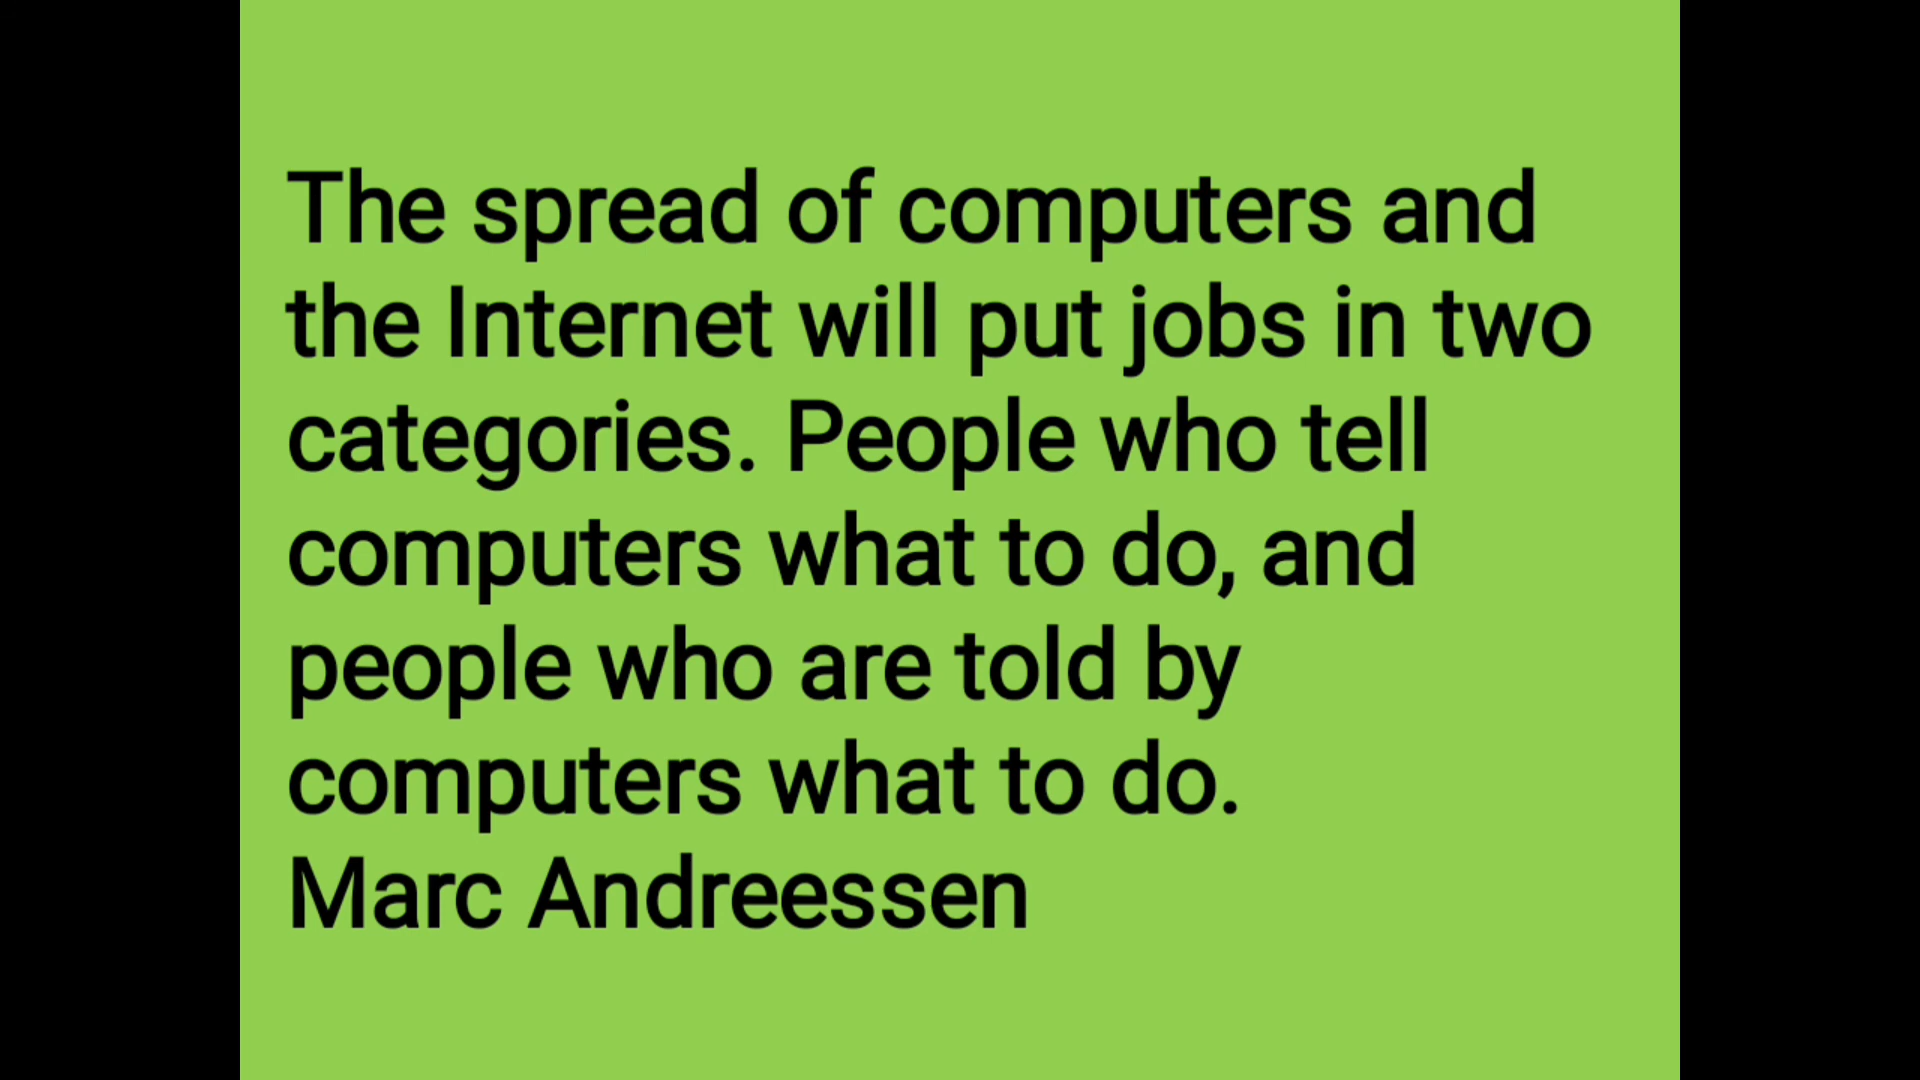 The spread of computers and
the Internet will put jobs in two
categories. People who tell
computers what to do, and
people who are told by
computers what to do.
Marc Andreessen